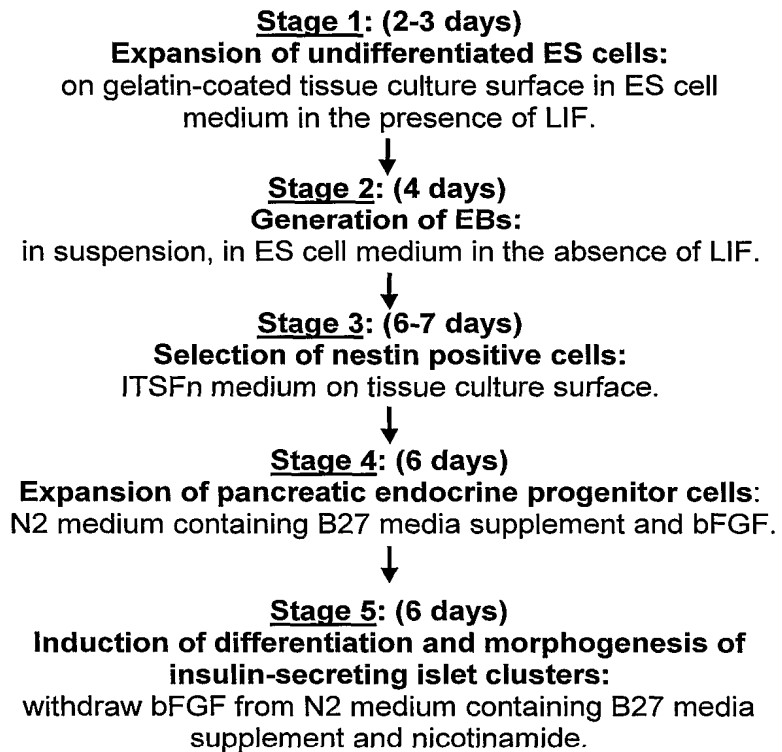 Stage 1: (2-3 days)
Expansion of undifferentiated ES cells:
on gelatin-coated tissue culture surface in ES cell
medium in the presence of LIF.
Stage 2: (4 days)
Generation of EBs:
in suspension, in ES cell medium in the absence of LIF.
Stage 3: (6-7 days)
Selection of nestin positive cells:
ITSFn medium on tissue culture surface.
Stage 4: (6 days)
Expansion of pancreatic endocrine progenitor cells:
N2 medium containing B27 media supplement and bFGF.
Stage 5: (6 days)
Induction of differentiation and morphogenesis of
insulin-secreting islet clusters:
withdraw bFGF from N2 medium containing B27 media
supplement and nicotinamide.